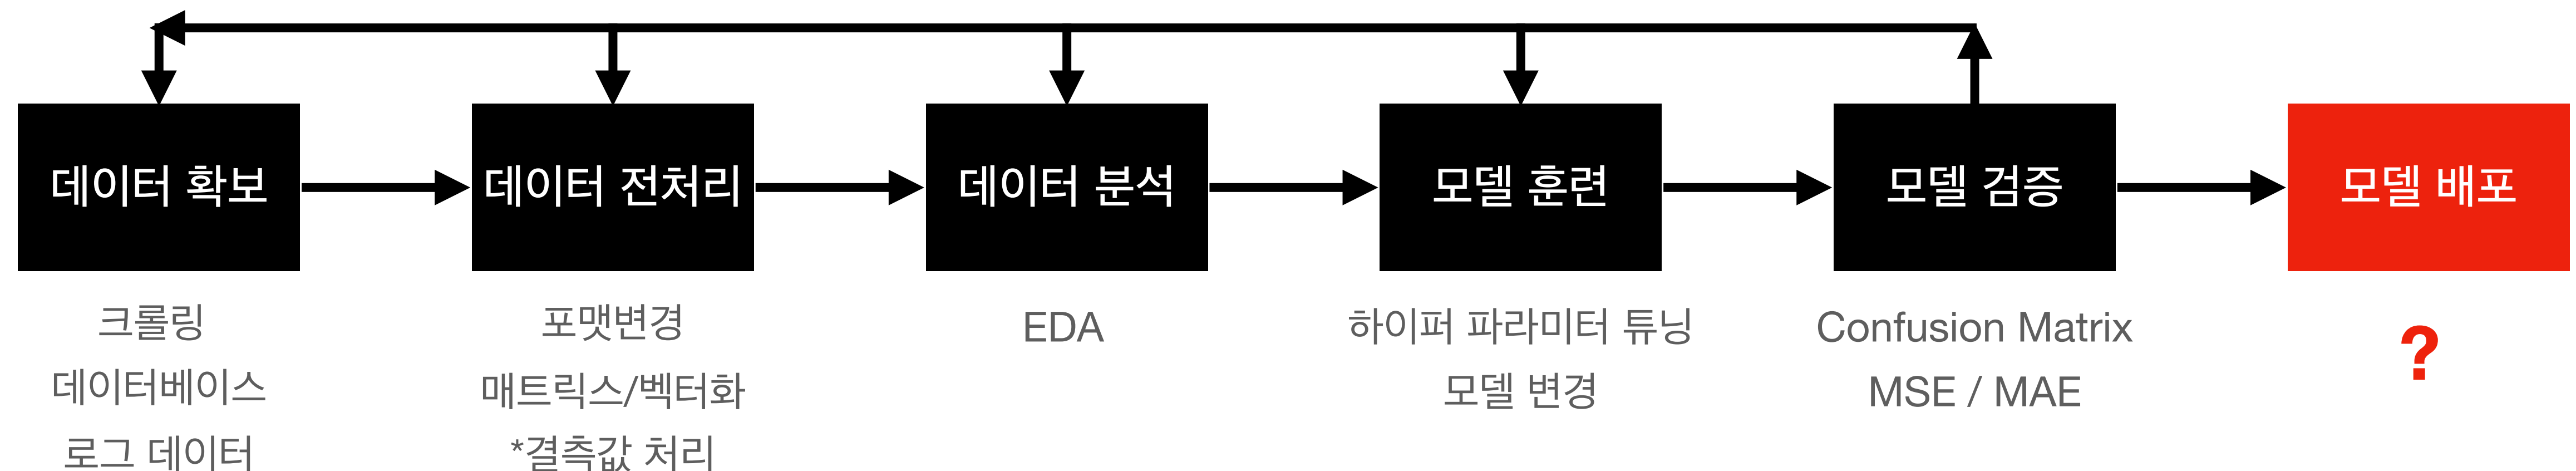 데이터 확보
데이터 전처리
데이터 분석
모델 훈련
모델 검증
모델 배포
크롤링
데이터베이스
로그 데이터
포맷변경
매트릭스/벡터화
*결측값 처리
EDA
하이퍼 파라미터 튜닝
모델 변경
Confusion Matrix
MSE / MAE
?